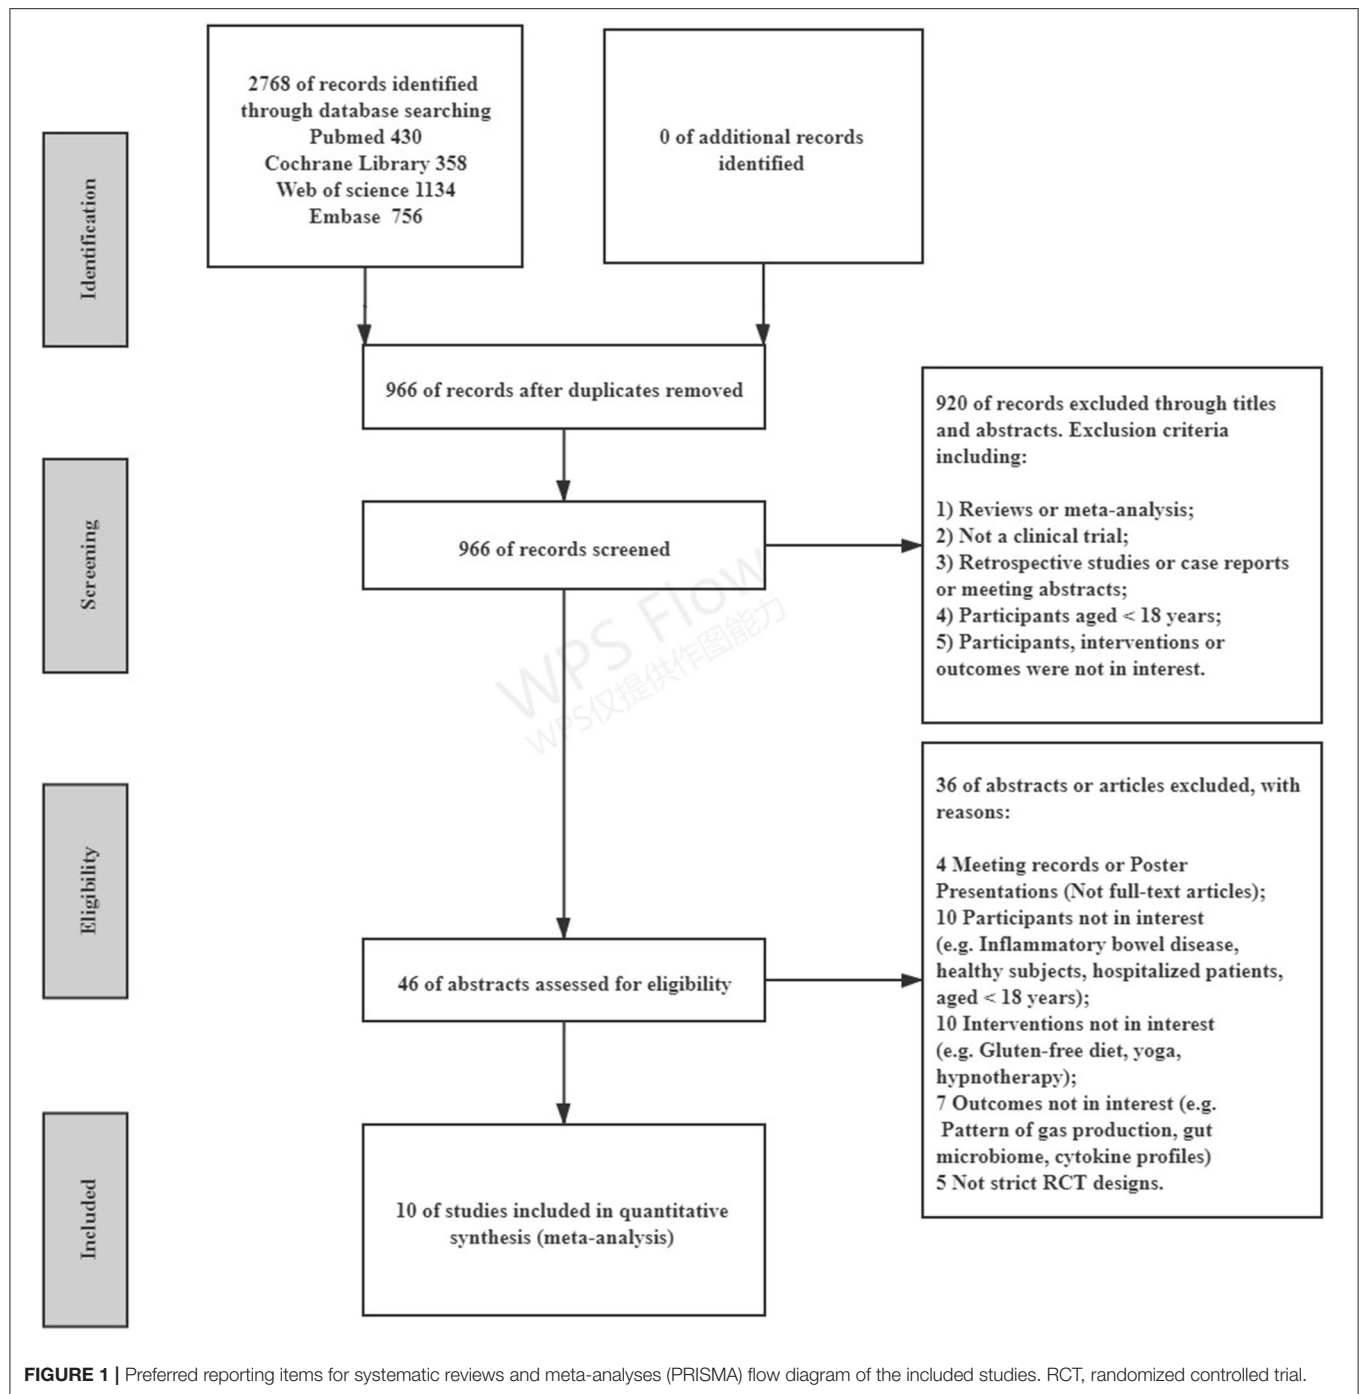 2768 of records identified
through database searching
Pubmed 430
Cochrane Library 358
Web of science 1134
Embase 756
0 of additional records
identified
Identification
966 of records after duplicates removed
920 of records excluded through titles
and abstracts. Exclusion criteria
including:
1) Reviews or meta-analysis;
2) Not a clinical trial;
3) Retrospective studies or case reports
or meeting abstracts;
4) Participants aged < 18 years;
5) Participants, interventions or
outcomes were not in interest.
Screening
966 of records screened
WPS Flow
WPS仅提供作图能力
36 of abstracts or articles excluded, with
reasons:
4 Meeting records or Poster
Presentations (Not full-text articles);
10 Participants not in interest
(e.g. Inflammatory bowel disease,
healthy subjects, hospitalized patients,
aged < 18 years);
10 Interventions not in interest
(e.g. Gluten-free diet, yoga,
hypnotherapy);
7 Outcomes not in interest (e.g.
Pattern of gas production, gut
microbiome, cytokine profiles)
5 Not strict RCT designs.
Eligibility
46 of abstracts assessed for eligibility
Included
10 of studies included in quantitative
synthesis (meta-analysis)
FIGURE 1 | Preferred reporting items for systematic reviews and meta-analyses (PRISMA) flow diagram of the included studies. RCT, randomized controlled trial.